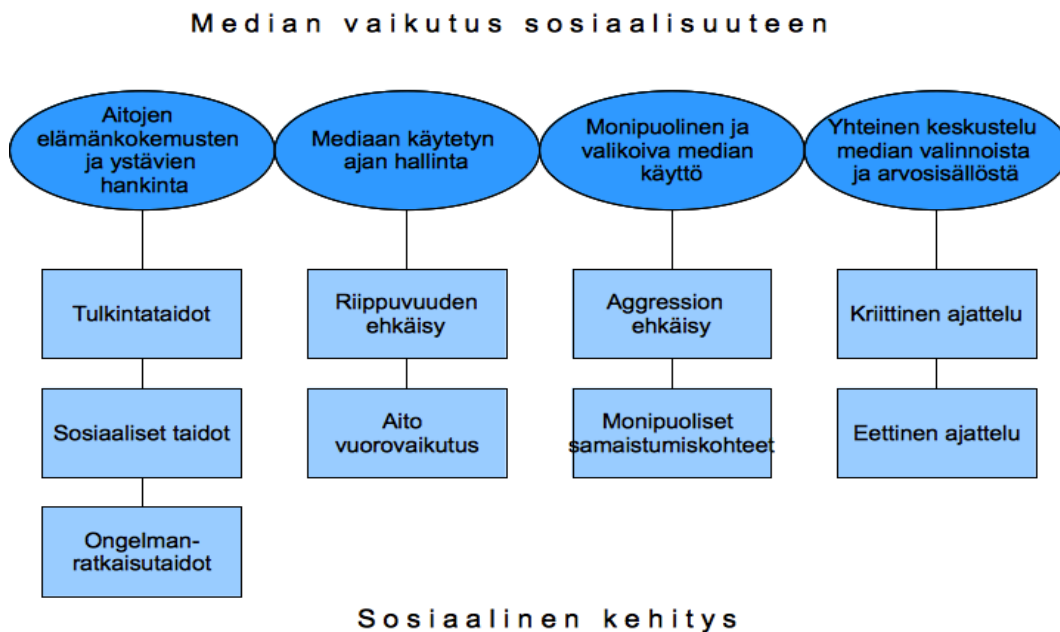 Median vaikutus sosiaalisuuteen
Aitojen
elämänkokemusten
ja ystävien
hankinta
Mediaan käytetyn
ajan hallinta
Monipuolinen ja
valikoiva median
käyttö
Yhteinen keskustelu
median valinnoista
ja arvosisällöstä
Tulkintataidot
Riippuvuuden
ehkäisy
Aggression
ehkäisy
Kriittinen ajattelu
Sosiaaliset taidot
Aito
vuorovaikutus
Monipuoliset
samaistumiskohteet
Eettinen ajattelu
Ongelman-
ratkaisutaidot
Sosiaalinen kehitys